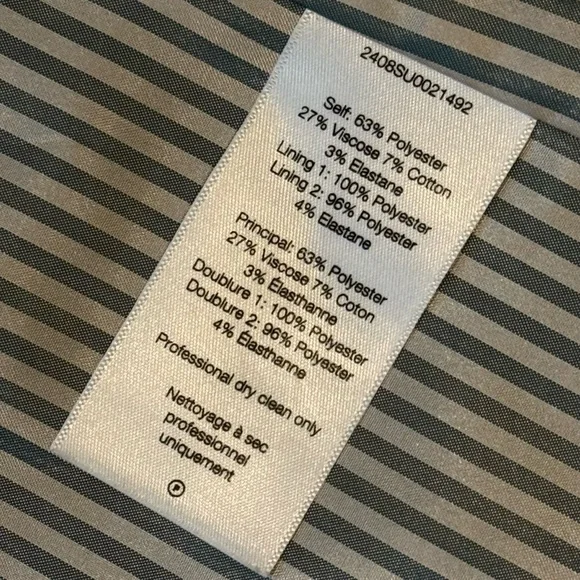 2408SU0021492
Self: 63% Polyester
27% Viscose 7% Cotton
3% Elastane
Lining 1: 100% Polyester
Lining 2: 96% Polyester
4% Elastane
Principal: 63% Polyester
27% Viscose 7% Coton
3% Élasthanne
Doublure 1: 100% Polyester
Doublure 2: 96% Polyester
4% Élasthanne
Professional dry clean only
Nettoyage à sec
professionnel
uniquement
P